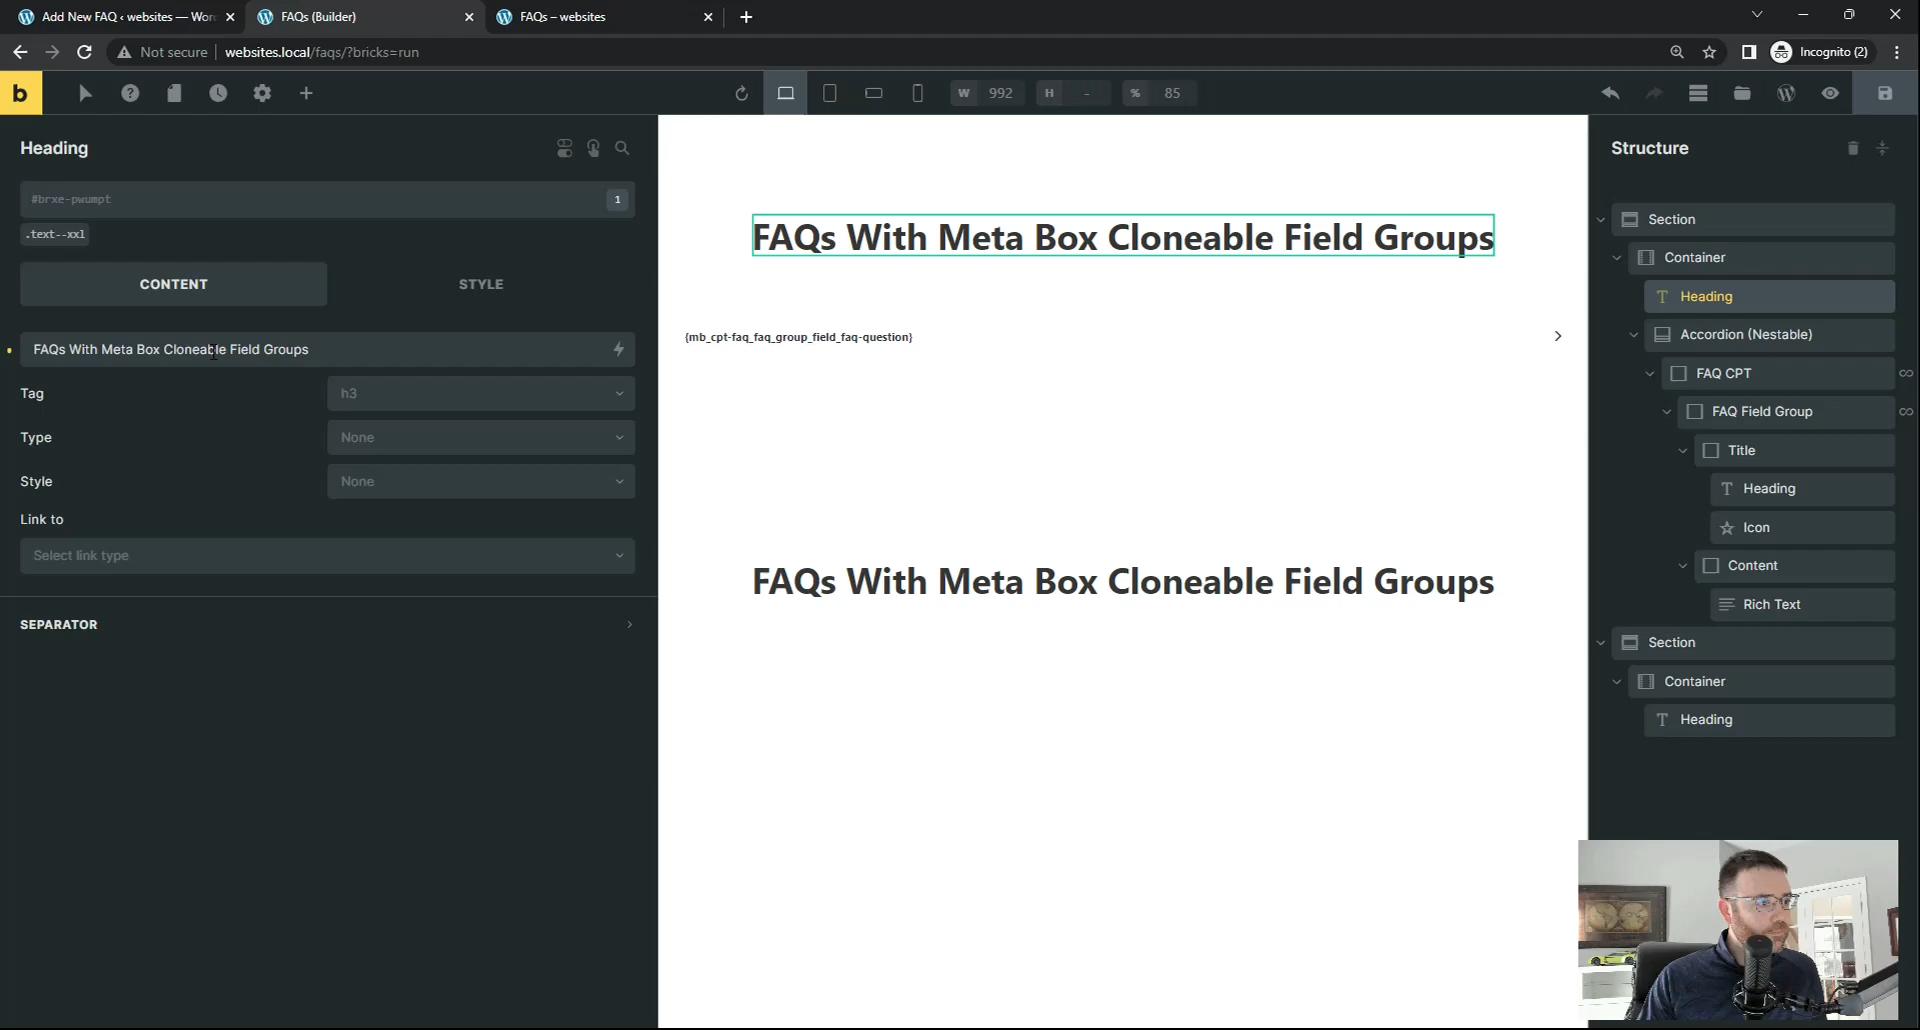 Add New FAQ ‹ websites — Wor
FAQs (Builder)
FAQs – websites
Not secure
websites.local/faqs/?bricks=run
Incognito (2)
b
W 992
H -
% 85
Heading
#brxe-pwumpt
1
.text--xxl
CONTENT
STYLE
FAQs With Meta Box Cloneable Field Groups
Tag
h3
Type
None
Style
None
Link to
Select link type
SEPARATOR
FAQs With Meta Box Cloneable Field Groups
{mb_cpt-faq_faq_group_field_faq-question}
FAQs With Meta Box Cloneable Field Groups
Structure
Section
Container
Heading
Accordion (Nestable)
FAQ CPT
FAQ Field Group
Title
Heading
Icon
Content
Rich Text
Section
Container
Heading